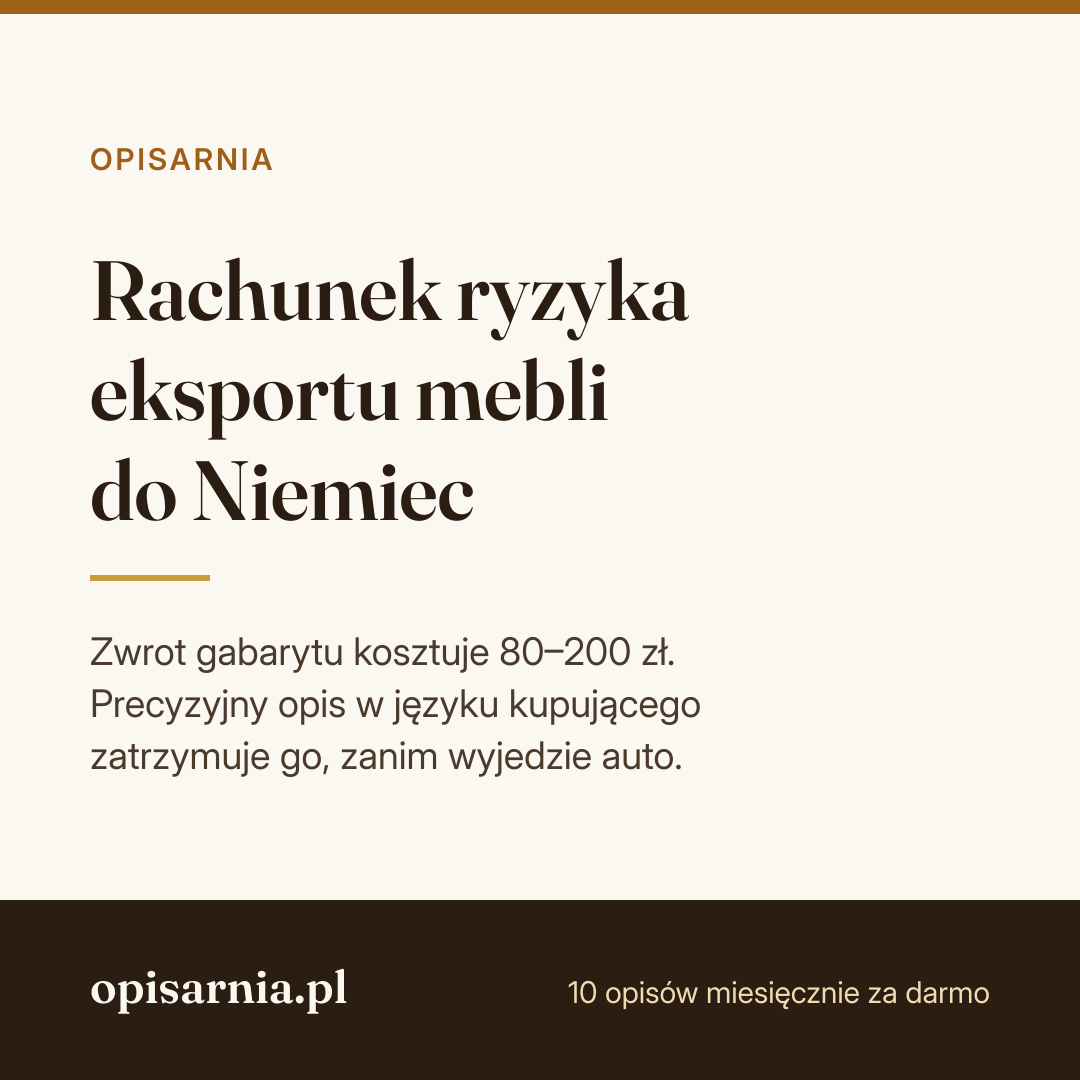 OPISARNIA
Rachunek ryzyka
eksportu mebli
do Niemiec
Zwrot gabarytu kosztuje 80–200 zł.
Precyzyjny opis w języku kupującego
zatrzymuje go, zanim wyjedzie auto.
opisarnia.pl
10 opisów miesięcznie za darmo